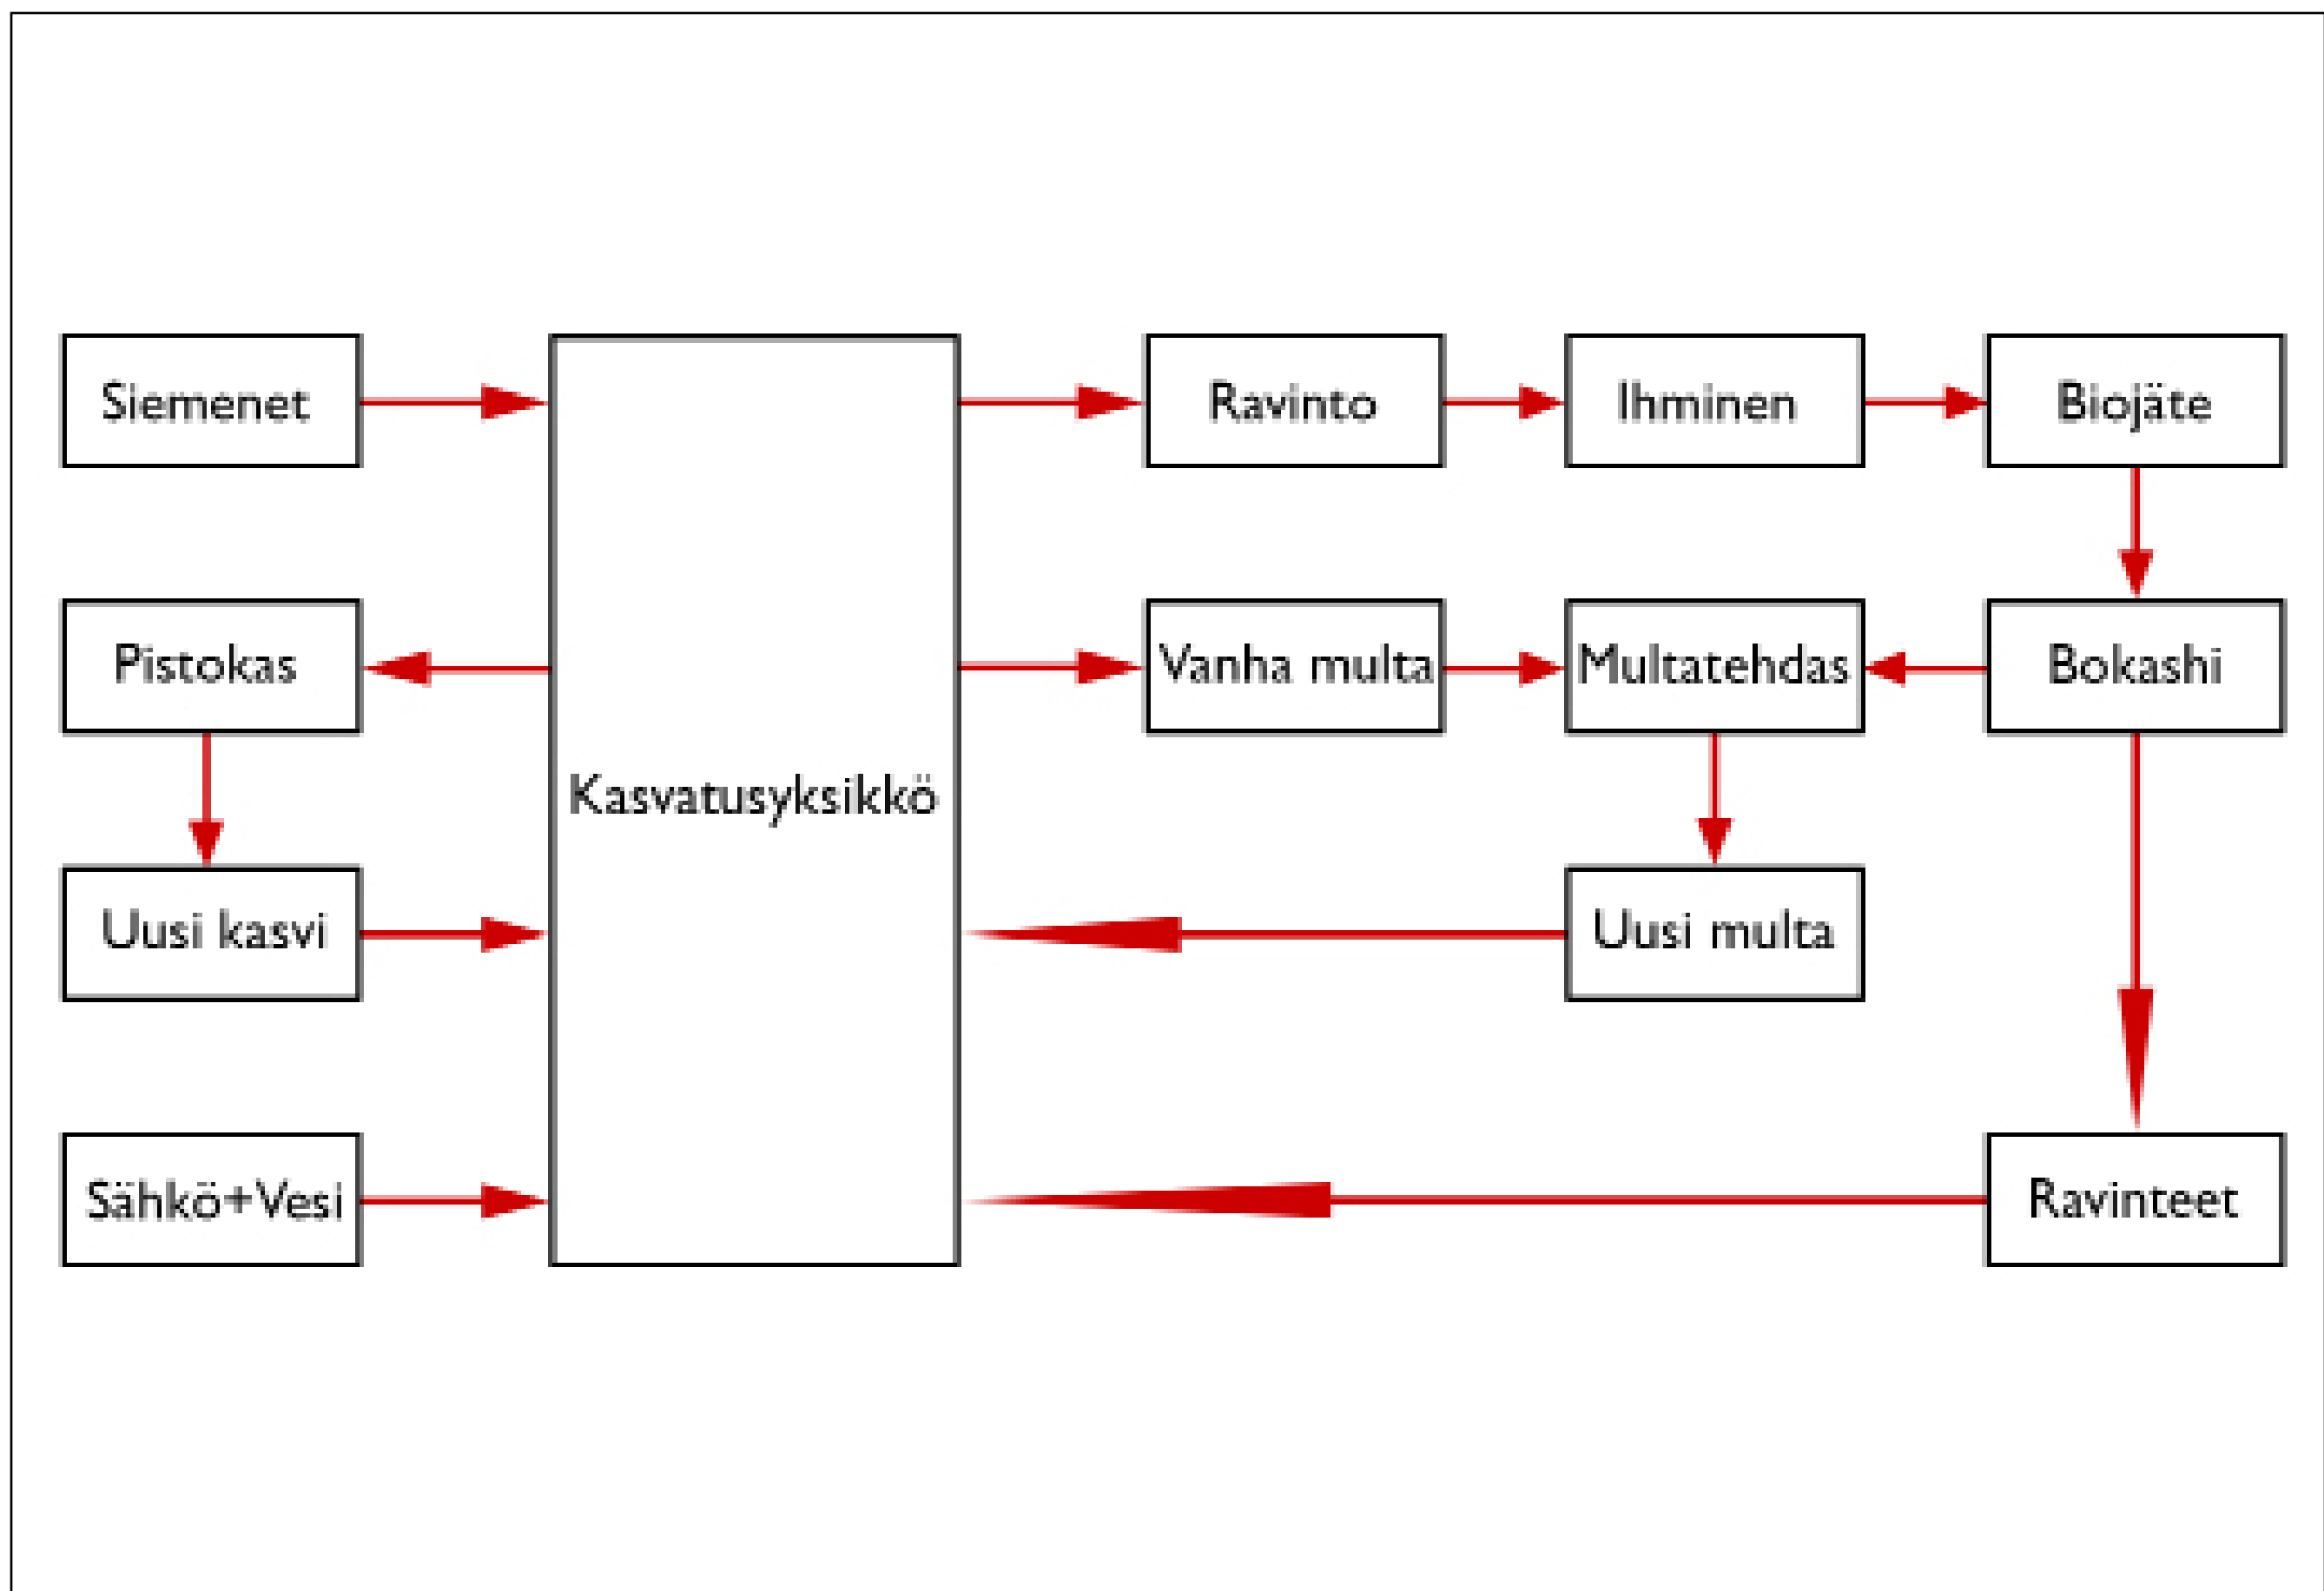 Siemenet
Ravinto
Ihminen
Biojäte
Pistokas
Vanha multa
Multatehdas
Bokashi
Kasvatusyksikkö
Uusi kasvi
Uusi multa
Sähkö+Vesi
Ravinteet